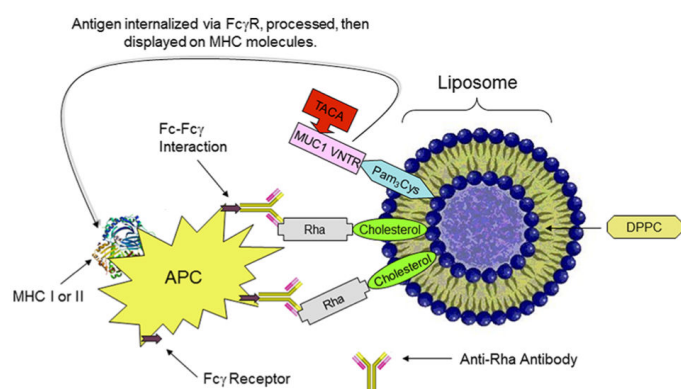 Antigen internalized via FcγR, processed, then
displayed on MHC molecules.
Liposome
TACA
MUC1 VNTR
Pam₃Cys
Fc-Fcγ
Interaction
Rha
Cholesterol
DPPC
APC
MHC I or II
Rha
Cholesterol
Fcγ Receptor
Anti-Rha Antibody